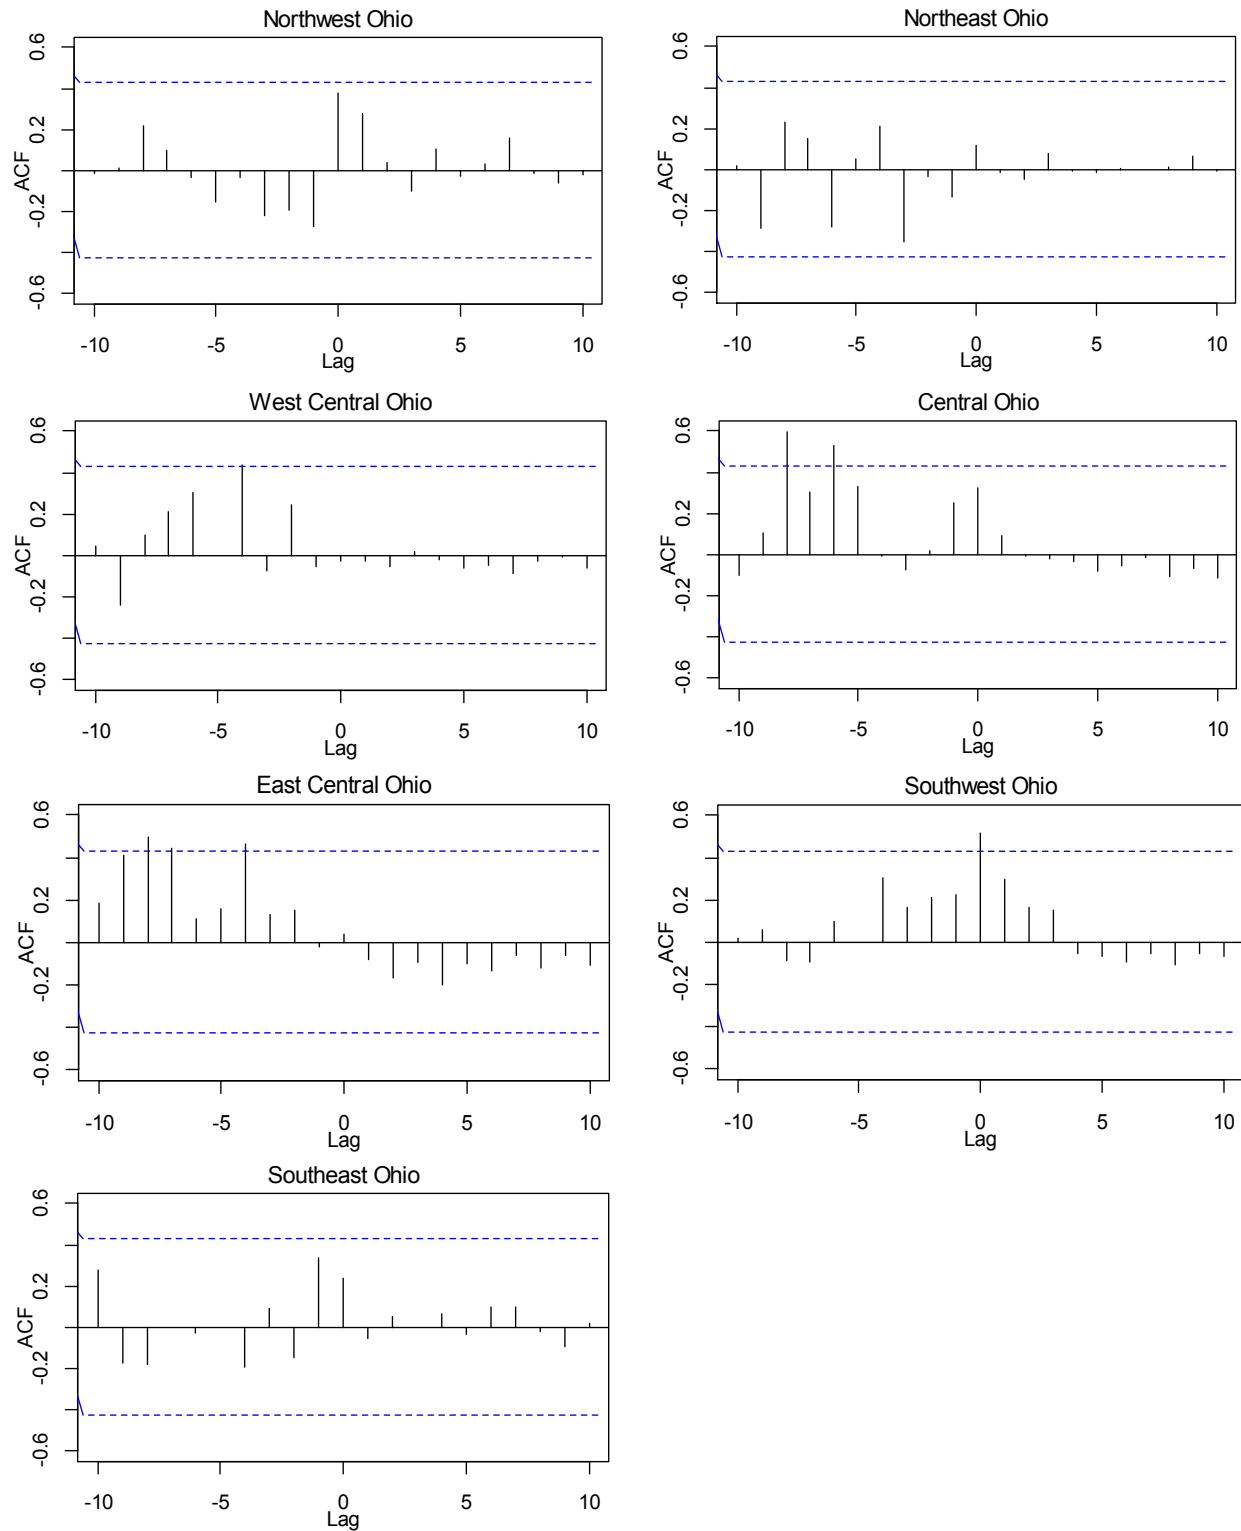 Northwest Ohio
ACF
0.6
0.2
-0.2
-0.6
-10 -5 0 5 10
Lag
Northeast Ohio
ACF
0.6
0.2
-0.2
-0.6
-10 -5 0 5 10
Lag
West Central Ohio
ACF
0.6
0.2
-0.2
-0.6
-10 -5 0 5 10
Lag
Central Ohio
ACF
0.6
0.2
-0.2
-0.6
-10 -5 0 5 10
Lag
East Central Ohio
ACF
0.6
0.2
-0.2
-0.6
-10 -5 0 5 10
Lag
Southwest Ohio
ACF
0.6
0.2
-0.2
-0.6
-10 -5 0 5 10
Lag
Southeast Ohio
ACF
0.6
0.2
-0.2
-0.6
-10 -5 0 5 10
Lag